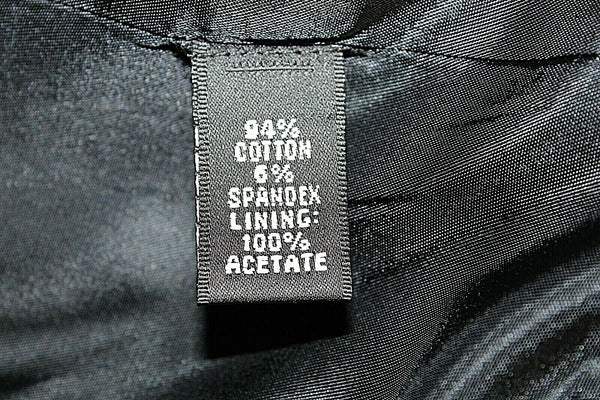 94%
COTTON
6%
SPANDEX
LINING:
100%
ACETATE